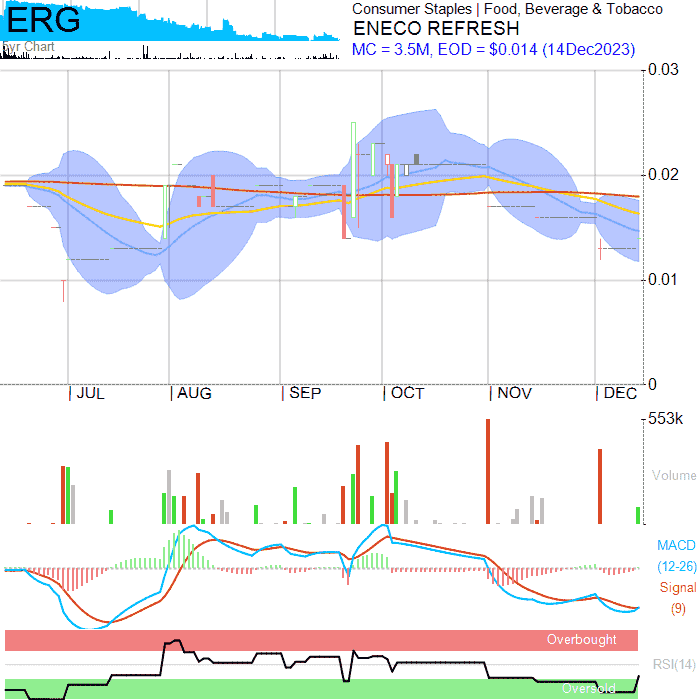 ERG
5yr Chart
Consumer Staples | Food, Beverage & Tobacco
ENECO REFRESH
MC = 3.5M, EOD = $0.014 (14Dec2023)
0.03
0.02
0.01
0
JUL AUG SEP OCT NOV DEC
553k
Volume
MACD
(12-26)
Signal
(9)
Overbought
RSI(14)
Oversold